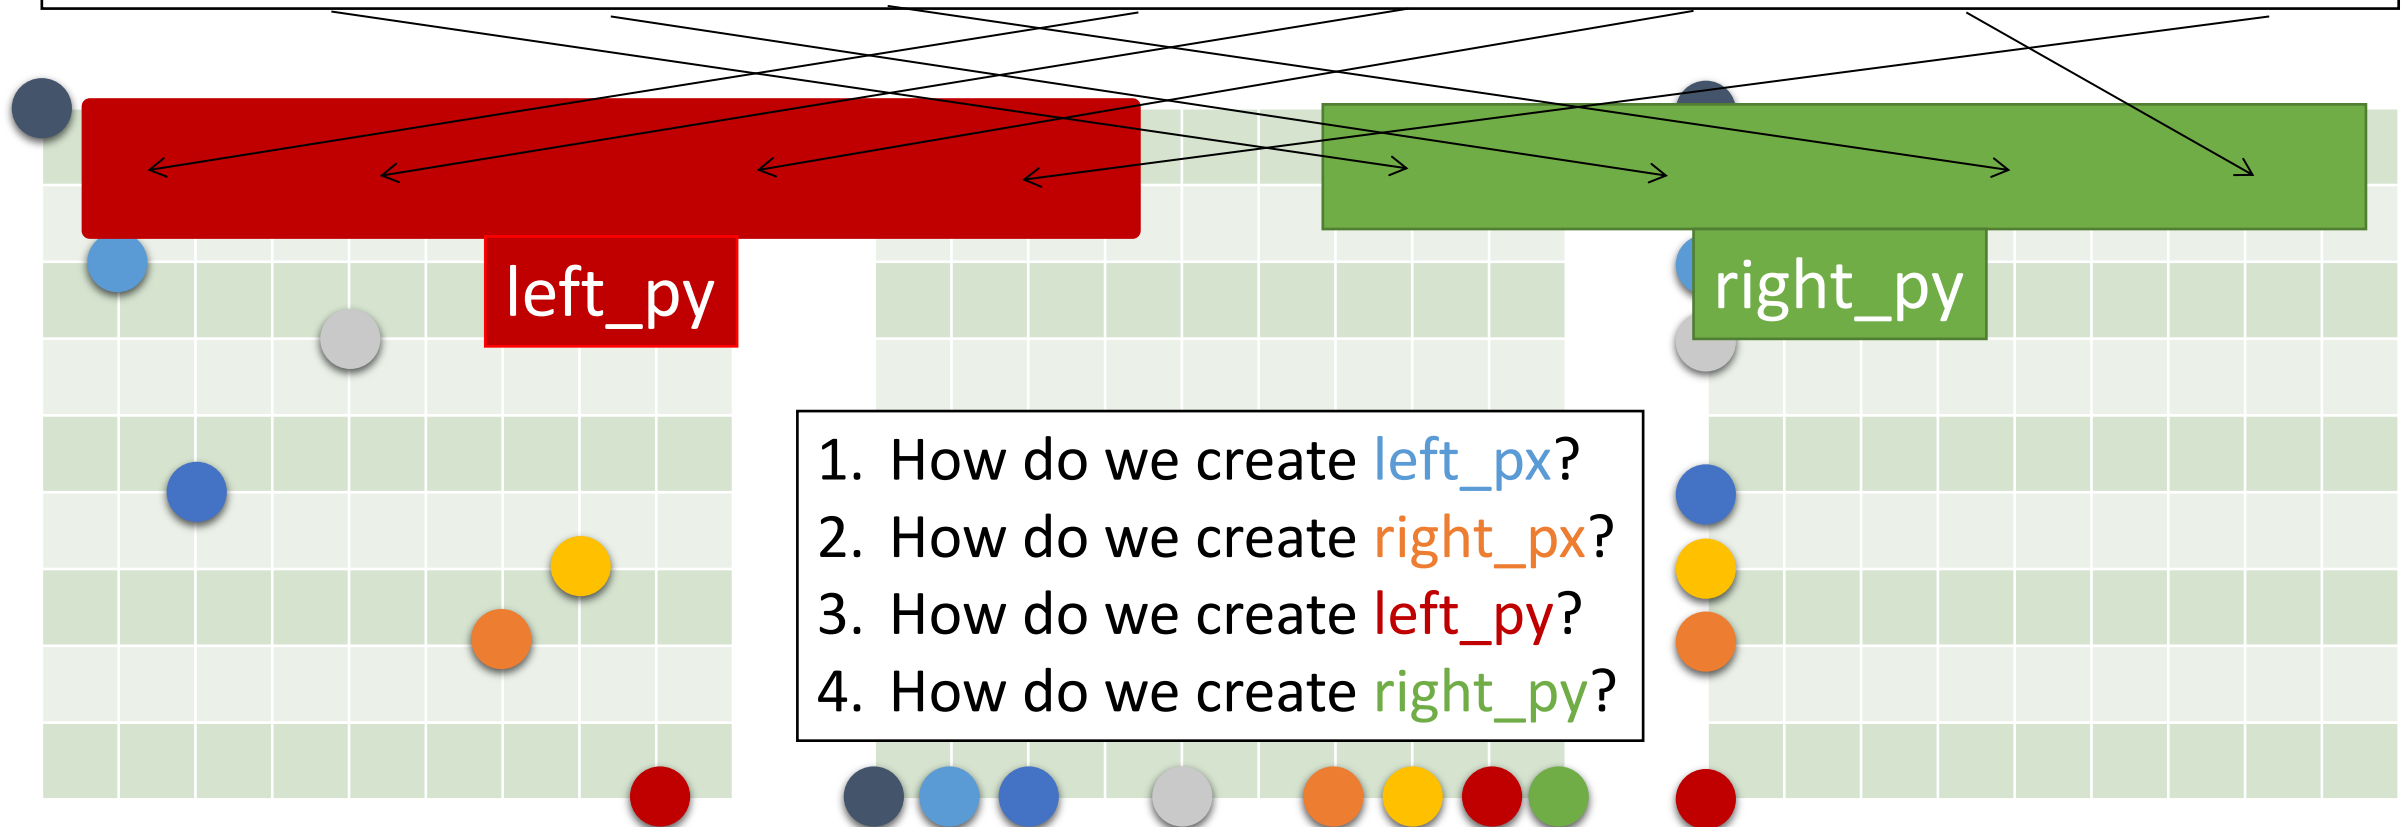 left_py
right_py
1. How do we create left_px?
2. How do we create right_px?
3. How do we create left_py?
4. How do we create right_py?